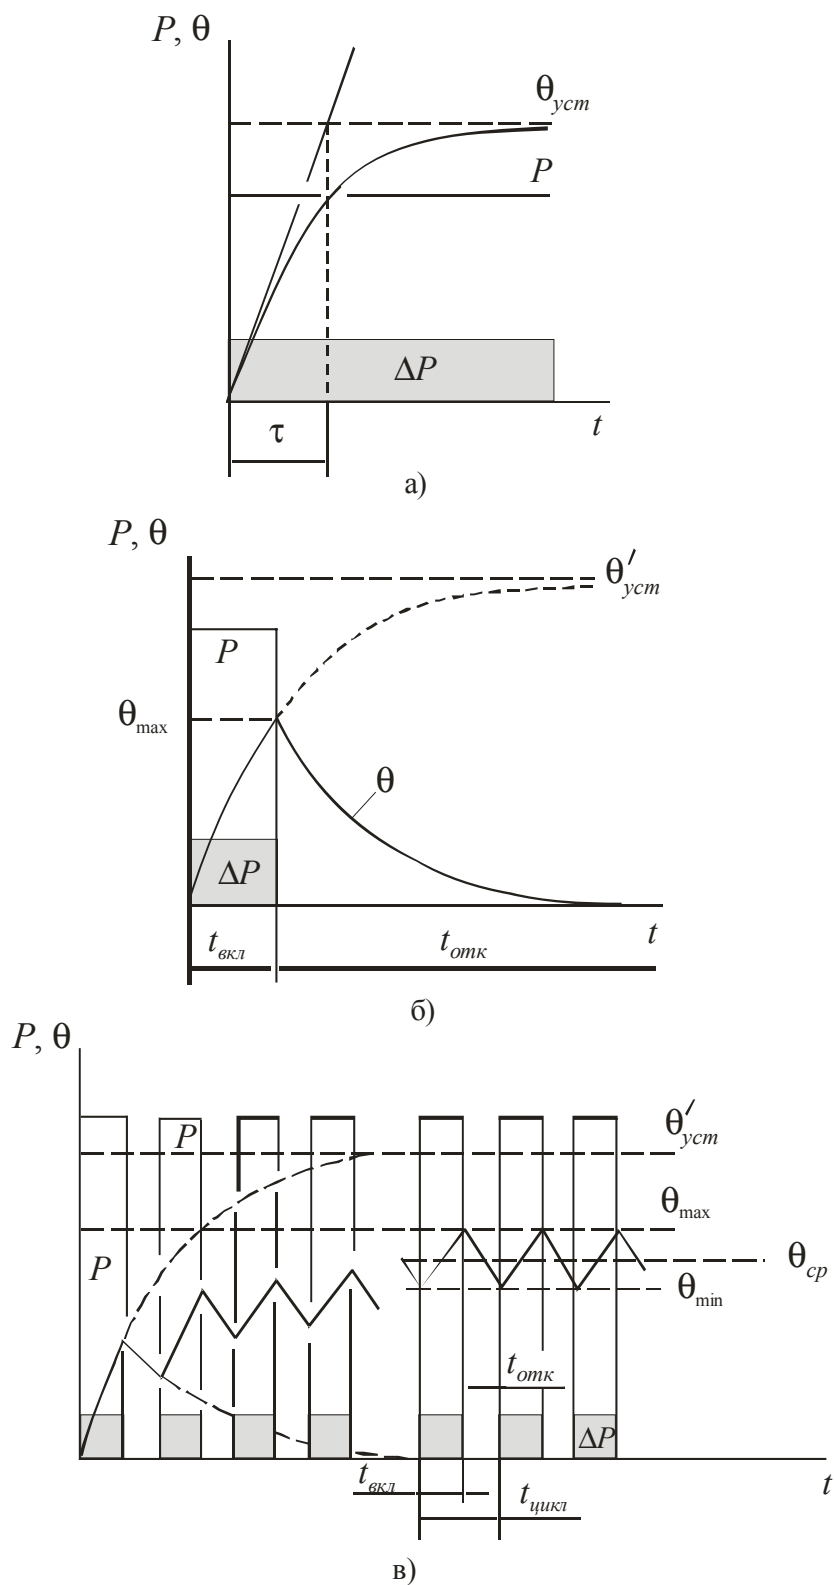 P, θ
θуст
P
ΔP
t
τ
а)
P, θ
θ′уст
P
θmax
θ
ΔP
tвкл
tотк
t
б)
P, θ
P
θ′уст
θmax
P
θср
θmin
tотк
ΔP
tвкл
tцикл
t
в)